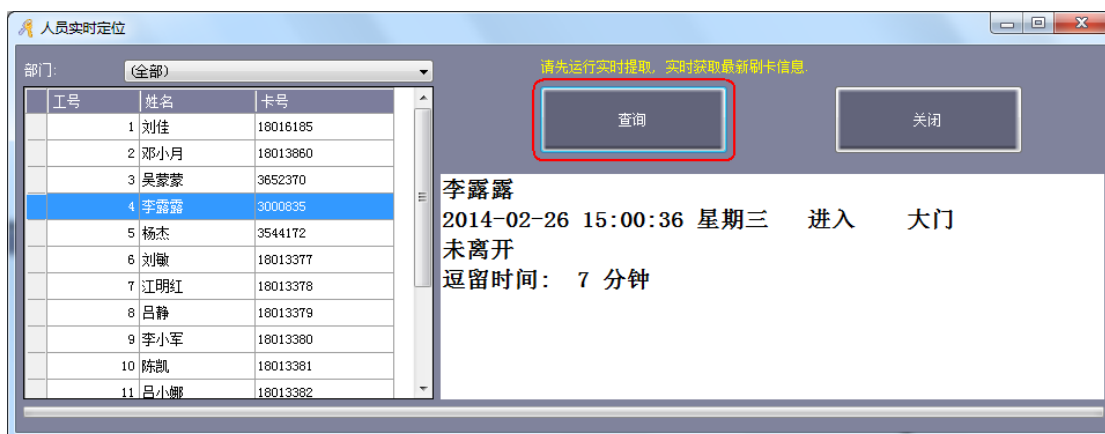 人员实时定位
部门: (全部)
请先运行实时提取, 实时获取最新刷卡信息.
查询 关闭
工号 姓名 卡号
1 刘佳 18016185
2 邓小月 18013860
3 吴蒙蒙 3652370
4 李露露 3000835
5 杨杰 3544172
6 刘敏 18013377
7 江明红 18013378
8 吕静 18013379
9 李小军 18013380
10 陈凯 18013381
11 吕小娜 18013382
李露露
2014-02-26 15:00:36 星期三 进入 大门
未离开
逗留时间: 7 分钟